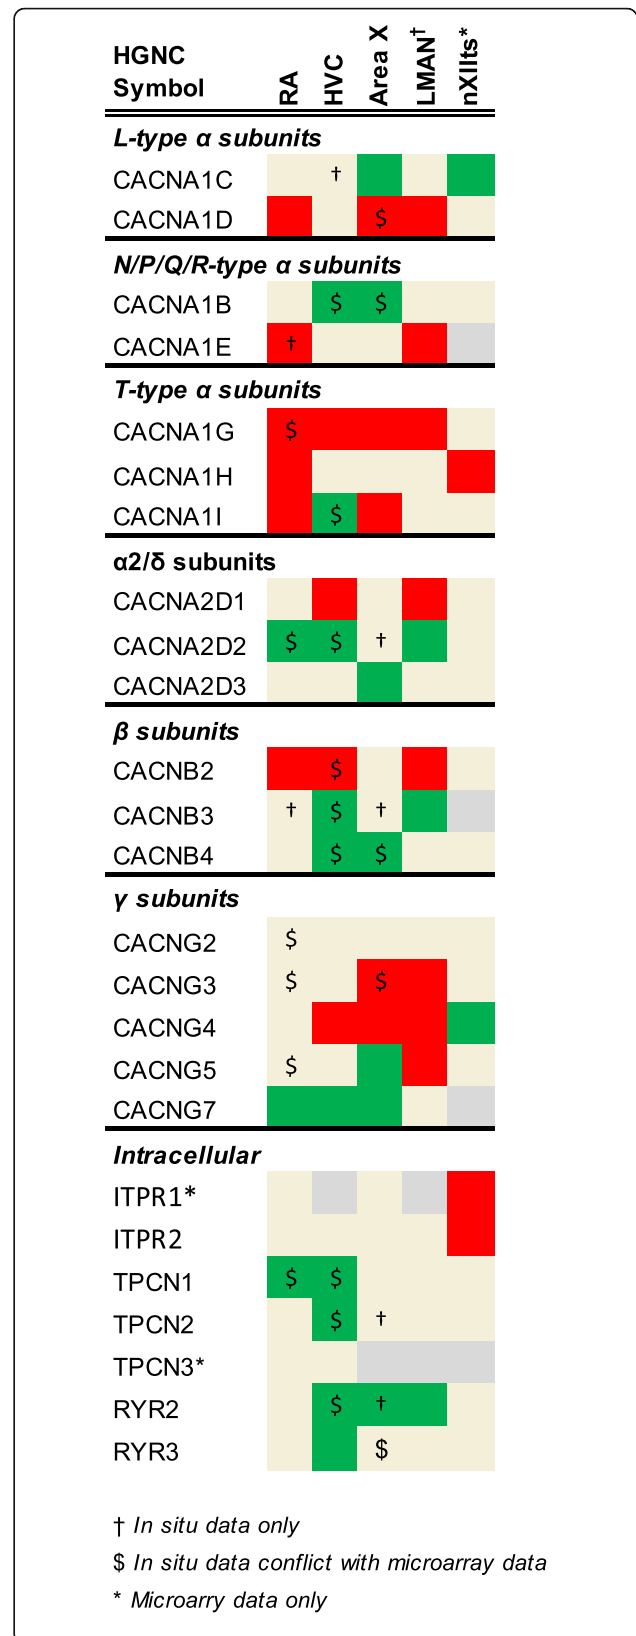 HGNC
Symbol
RA
HVC
Area X
LMAN†
nXIIts*
L-type α subunits
CACNA1C †
CACNA1D $
N/P/Q/R-type α subunits
CACNA1B $ $
CACNA1E †
T-type α subunits
CACNA1G $
CACNA1H
CACNA1I $
α2/δ subunits
CACNA2D1
CACNA2D2 $ $ †
CACNA2D3
β subunits
CACNB2 $
CACNB3 † $ †
CACNB4 $ $
γ subunits
CACNG2 $
CACNG3 $ $
CACNG4
CACNG5 $
CACNG7
Intracellular
ITPR1*
ITPR2
TPCN1 $ $
TPCN2 $ †
TPCN3*
RYR2 $ †
RYR3 $
† In situ data only
$ In situ data conflict with microarray data
* Microarry data only